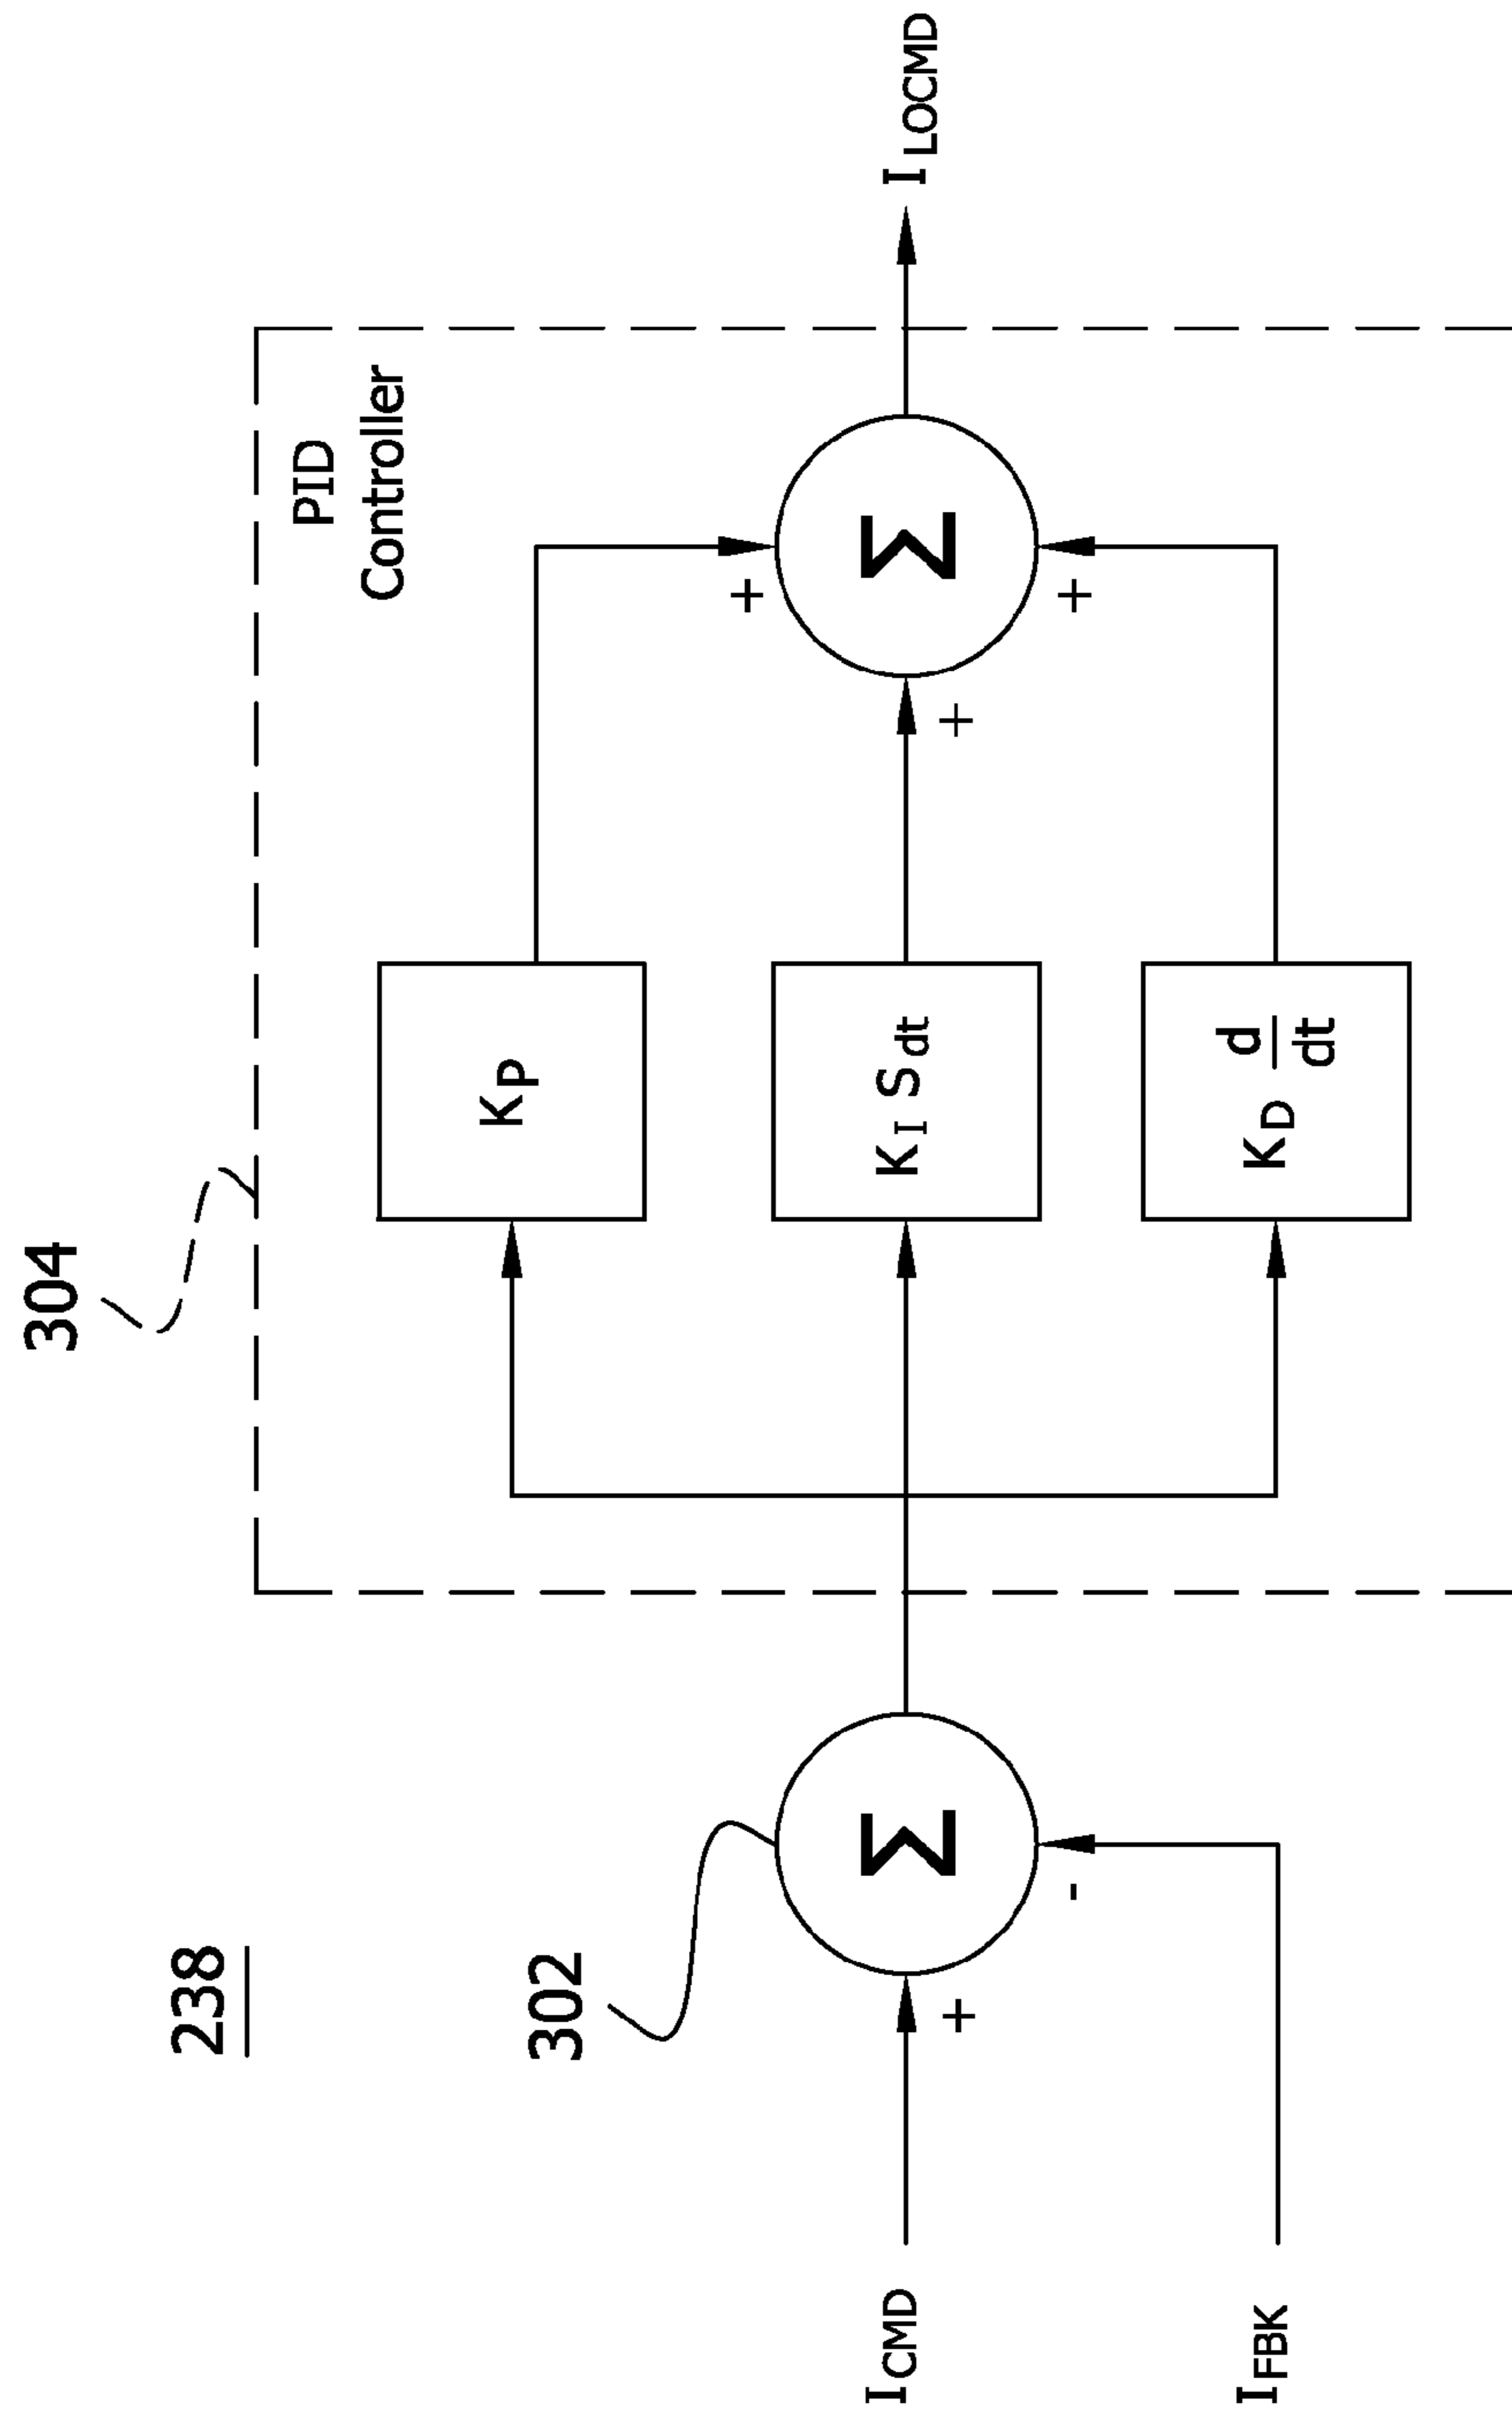 238
304
302
PID
Controller
I CMD
+
I FBK
-
Σ
K P
K I S dt
K D d/dt
+
+
+
Σ
I LOCMD